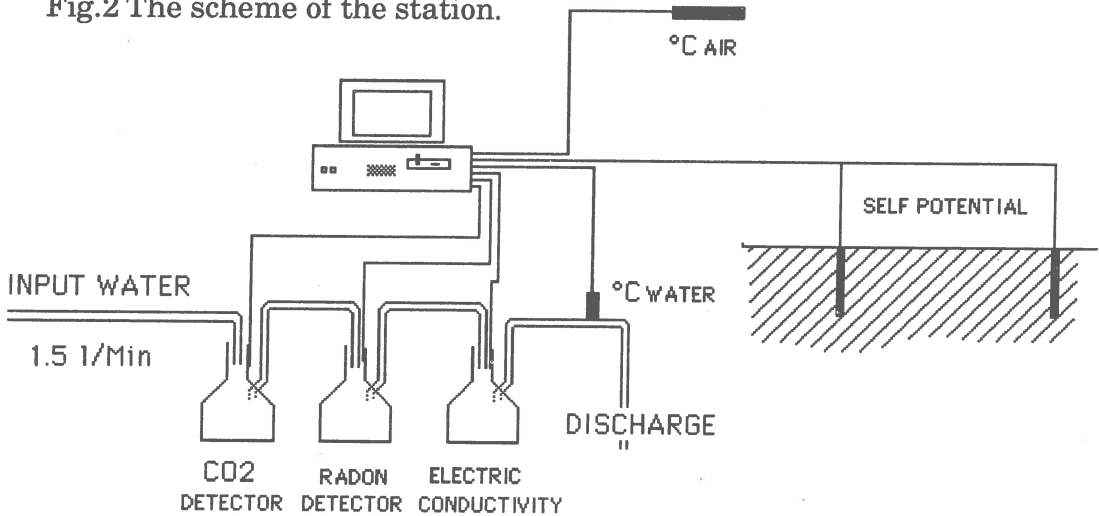 Fig.2 The scheme of the station.
°C AIR
SELF POTENTIAL
INPUT WATER
°C WATER
1.5 l/Min
DISCHARGE
CO2
DETECTOR
RADON
DETECTOR
ELECTRIC
CONDUCTIVITY